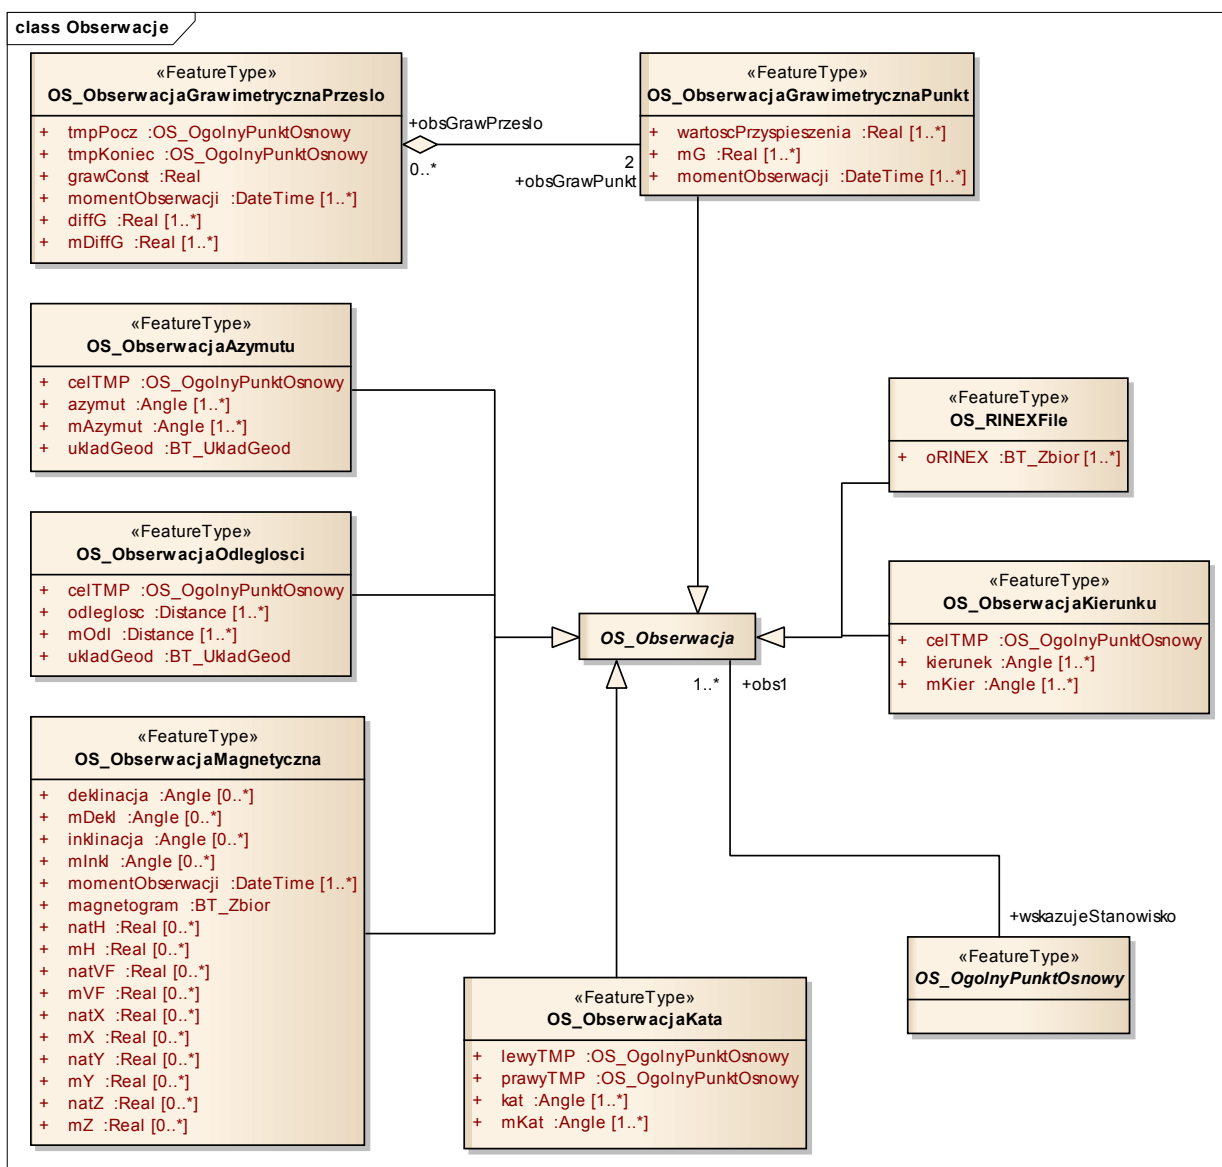 class Obserwacje
«FeatureType»
OS_ObserwacjaGrawimetrycznaPrzeslo
+ tmpPocz :OS_OgolnyPunktOsnowy
+ tmpKoniec :OS_OgolnyPunktOsnowy
+ grawConst :Real
+ momentObserwacji :DateTime [1..*]
+ diffG :Real [1..*]
+ mDiffG :Real [1..*]
+obsGrawPrzeslo
0..*
2
+obsGrawPunkt
«FeatureType»
OS_ObserwacjaGrawimetrycznaPunkt
+ wartoscPrzyspieszenia :Real [1..*]
+ mG :Real [1..*]
+ momentObserwacji :DateTime [1..*]
«FeatureType»
OS_ObserwacjaAzymutu
+ celTMP :OS_OgolnyPunktOsnowy
+ azymut :Angle [1..*]
+ mAzymut :Angle [1..*]
+ ukladGeod :BT_UkladGeod
«FeatureType»
OS_RINEXFile
+ oRINEX :BT_Zbior [1..*]
«FeatureType»
OS_ObserwacjaOdleglosci
+ celTMP :OS_OgolnyPunktOsnowy
+ odleglosc :Distance [1..*]
+ mOdl :Distance [1..*]
+ ukladGeod :BT_UkladGeod
«FeatureType»
OS_ObserwacjaKierunku
+ celTMP :OS_OgolnyPunktOsnowy
+ kierunek :Angle [1..*]
+ mKier :Angle [1..*]
OS_Obserwacja
1..* +obs1
«FeatureType»
OS_ObserwacjaMagnetyczna
+ deklinacja :Angle [0..*]
+ mDekl :Angle [0..*]
+ inklinacja :Angle [0..*]
+ mInkl :Angle [0..*]
+ momentObserwacji :DateTime [1..*]
+ magnetogram :BT_Zbior
+ natH :Real [0..*]
+ mH :Real [0..*]
+ natVF :Real [0..*]
+ mVF :Real [0..*]
+ natX :Real [0..*]
+ mX :Real [0..*]
+ natY :Real [0..*]
+ mY :Real [0..*]
+ natZ :Real [0..*]
+ mZ :Real [0..*]
+wskazujeStanowisko
«FeatureType»
OS_OgolnyPunktOsnowy
«FeatureType»
OS_ObserwacjaKata
+ lewyTMP :OS_OgolnyPunktOsnowy
+ prawyTMP :OS_OgolnyPunktOsnowy
+ kat :Angle [1..*]
+ mKat :Angle [1..*]